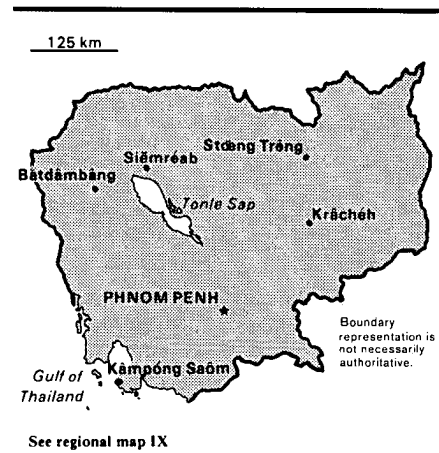 125 km
Stœng Trêng
Siĕmréab
Bătdâmbâng
Tonle Sap
Krâchéh
PHNOM PENH
Boundary
representation is
not necessarily
authoritative.
Kâmpóng Saôm
Gulf of
Thailand
See regional map IX